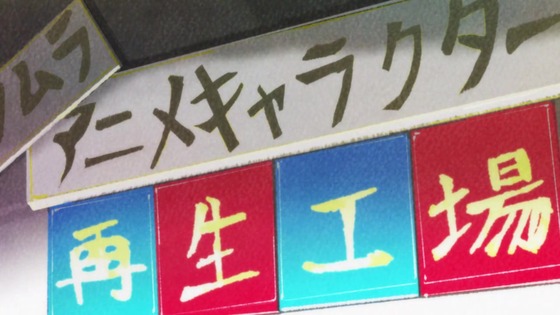 ムラ
アニメキャラクター
再生工場